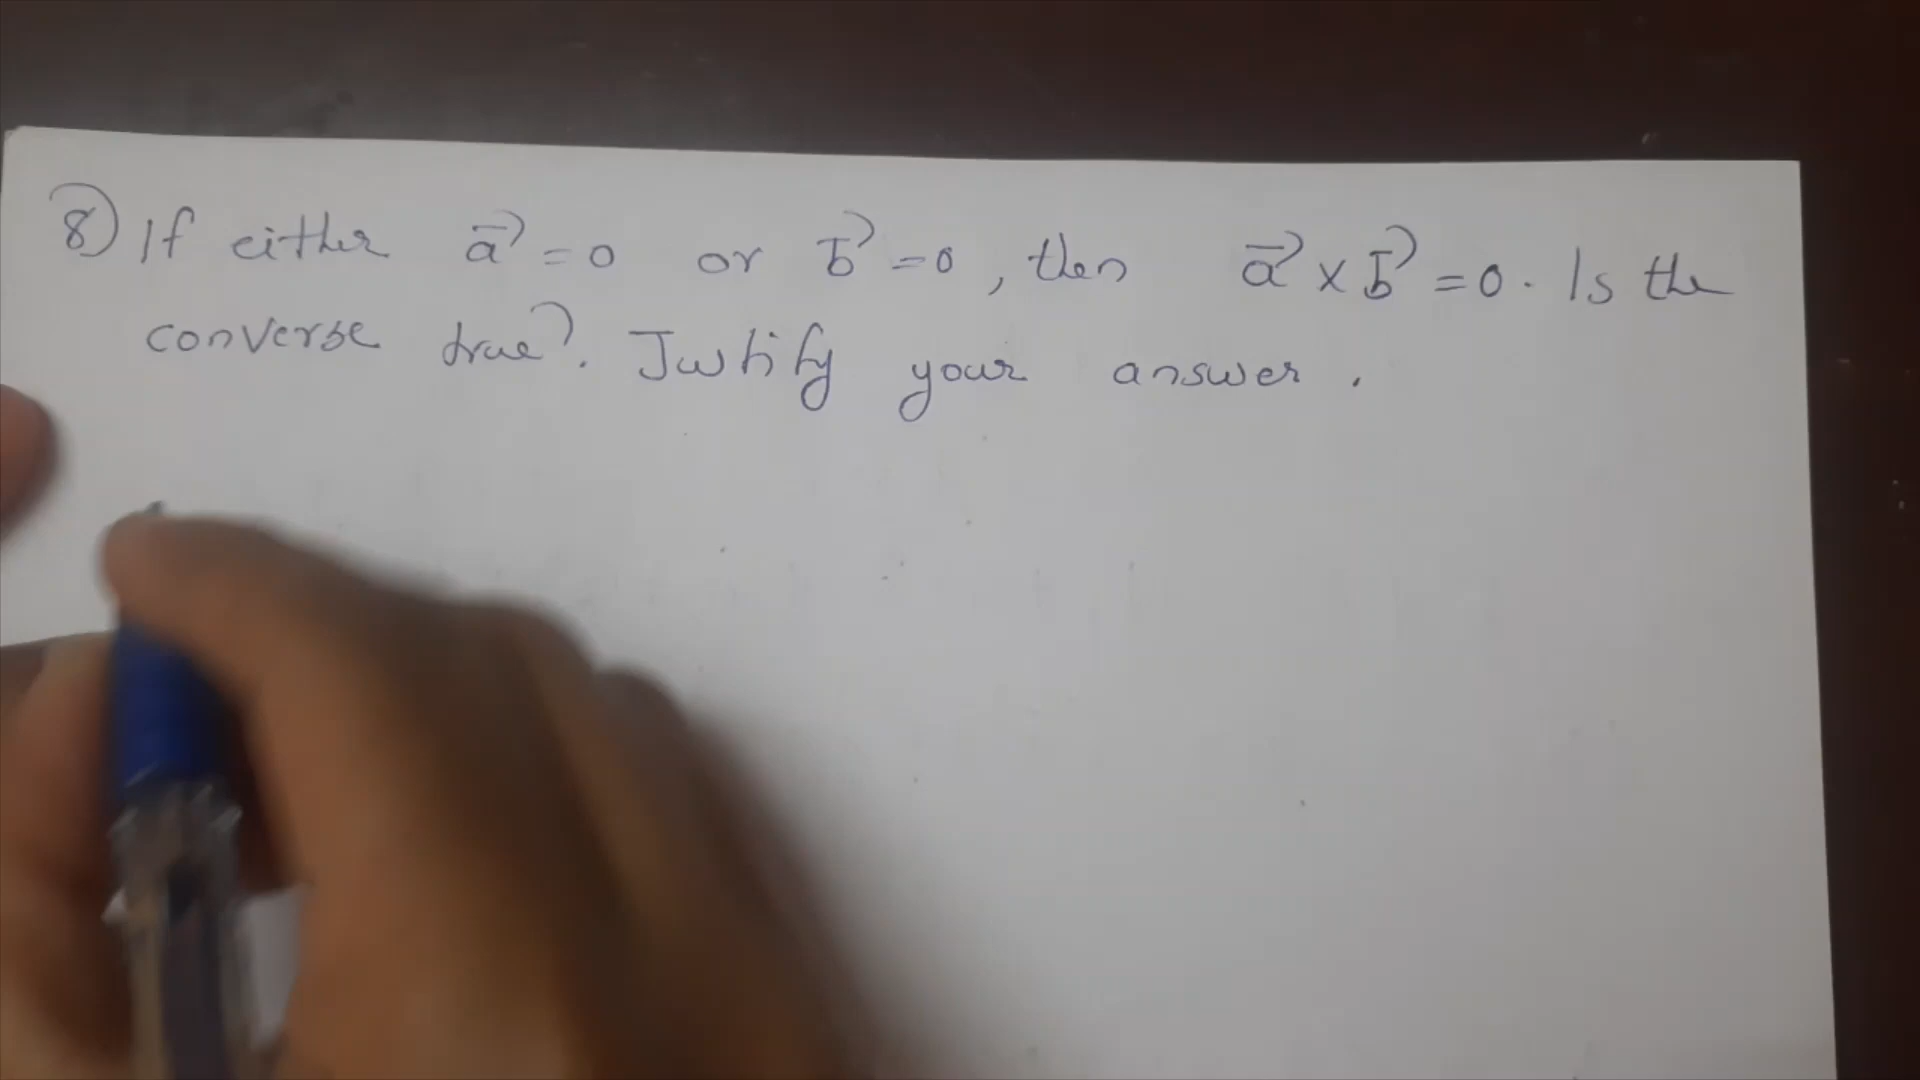 8) If either a⃗ = 0 or b⃗ = 0, then a⃗ x b⃗ = 0. Is the
converse true?. Justify your answer.